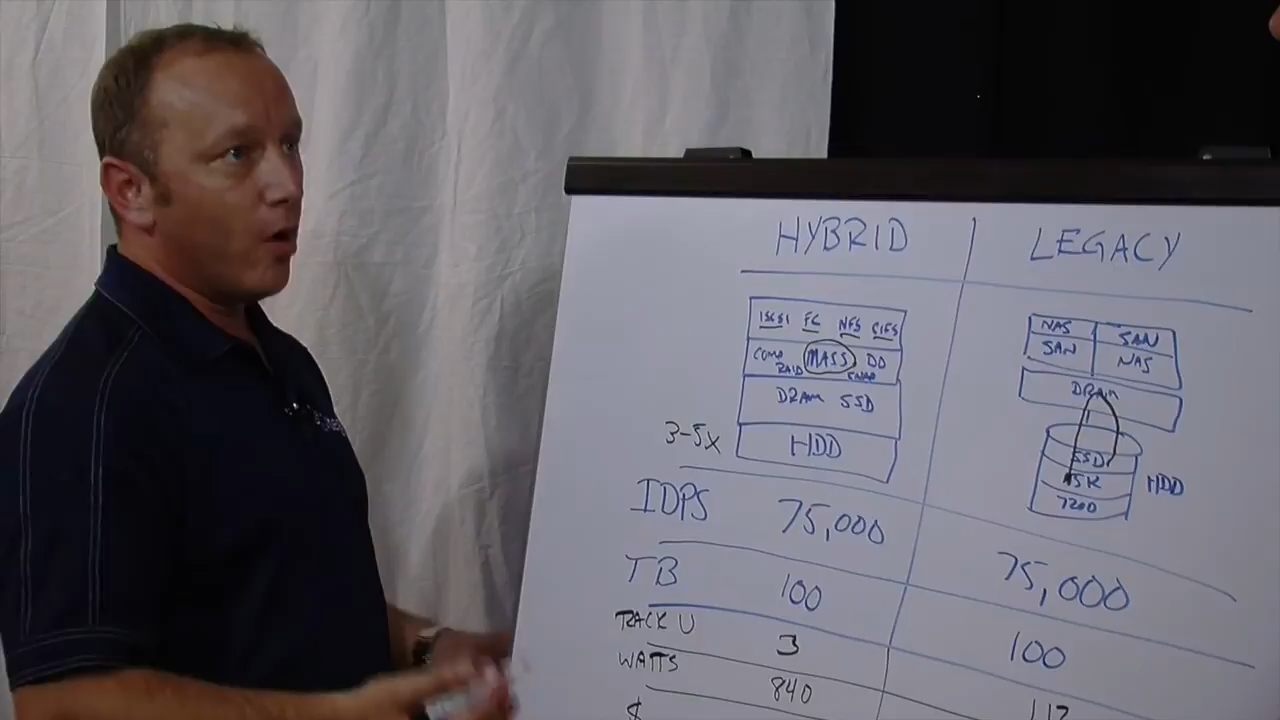 HYBRID LEGACY
ISCSI FC NFS CIFS
COMP MASS DD
RAID SNAP
DRAM SSD
3-5X HDD
NAS SAN
SAN NAS
DRAM
SSD
15K HDD
7200
IOPS 75,000 75,000
TB 100 100
RACK U 3 117
WATTS 840
$